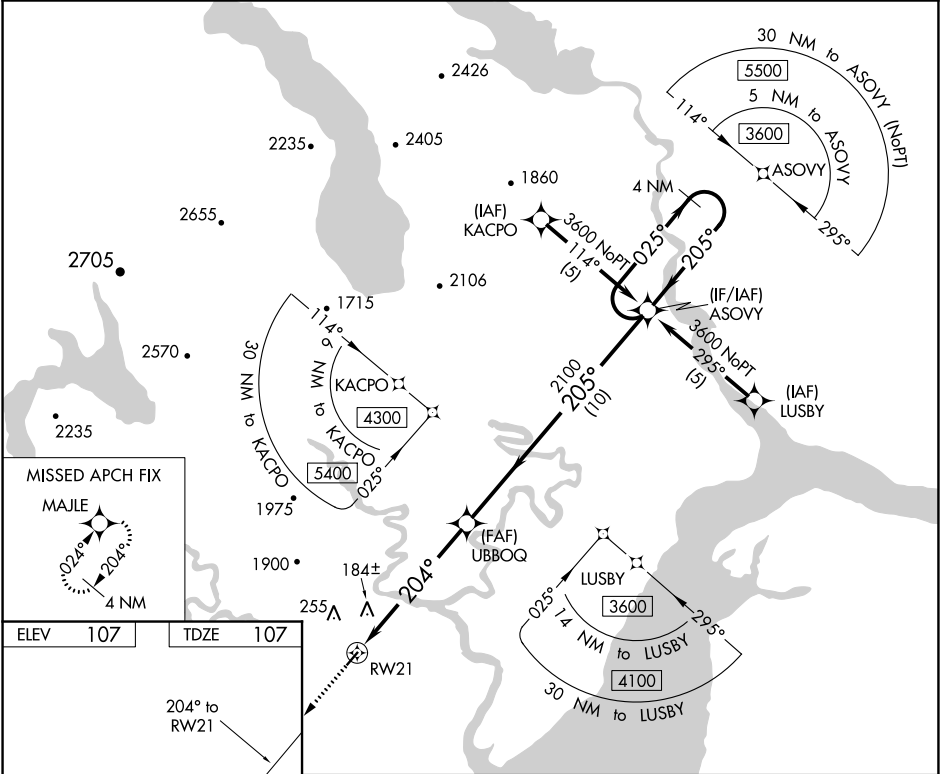 2426
30 NM to ASOVY (NoPT)
5500
5 NM to ASOVY
3600
114°
ASOVY
295°
2235
2405
1860
4 NM
2655
(IAF)
KACPO
3600 NoPT
114°
(5)
025°
205°
2705
2106
(IF/IAF)
ASOVY
1715
3600 NoPT
295°
(5)
2570
114°
6 NM to KACPO
30 NM to KACPO
KACPO
4300
5400
025°
2100
205°
(10)
(IAF)
LUSBY
2235
MISSED APCH FIX
MAJLE
024°
204°
4 NM
1975
1900
(FAF)
UBBOQ
184±
255
204°
LUSBY
3600
025°
295°
14 NM to LUSBY
4100
30 NM to LUSBY
ELEV 107
TDZE 107
RW21
204° to
RW21